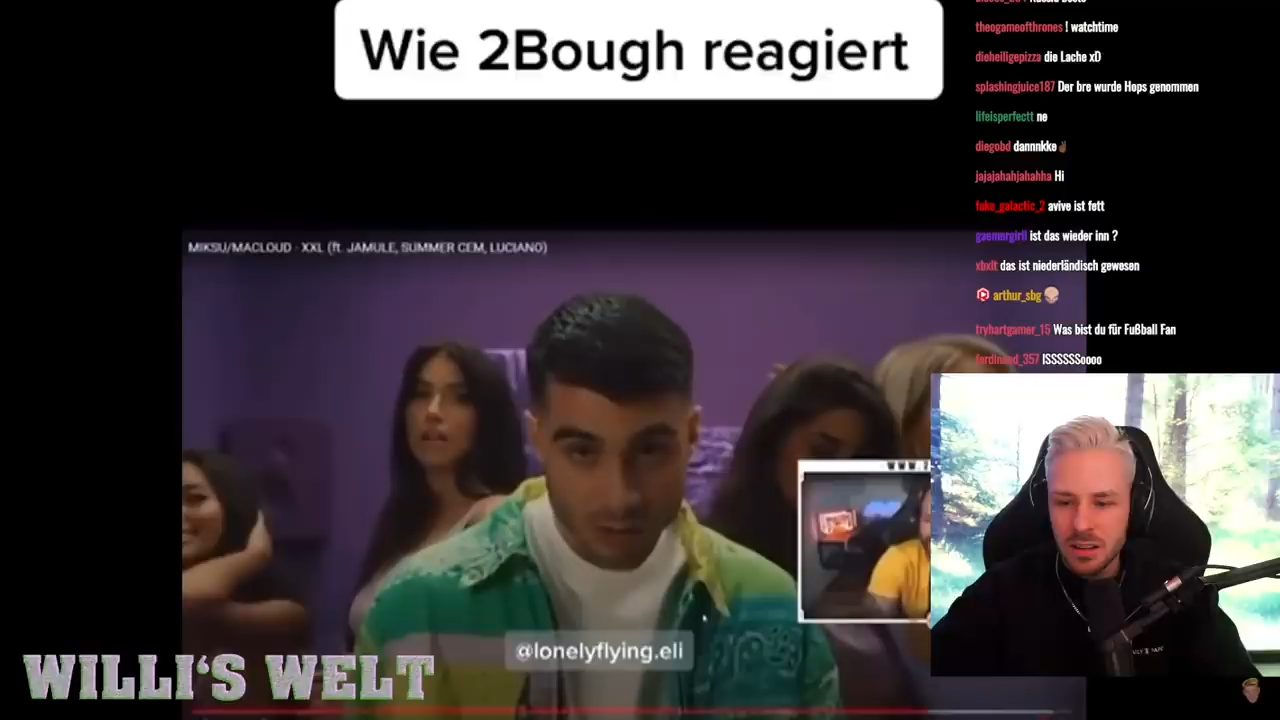 Wie 2Bough reagiert
theogameofthrones ! watchtime
dieheiligepizza die Lache xD
splashingjuice187 Der bre wurde Hops genommen
lifeisperfectt ne
diegobd dannnkke
jajajahahjahahha Hi
fake_galactic_2 avive ist fett
ist das wieder inn ?
xbxlt das ist niederländisch gewesen
arthur_sbg
tryhartgamer_15 Was bist du für Fußball Fan
ferdinand_357 ISSSSSSoooo
MIKSU/MACLOUD - XXL (ft. JAMULE, SUMMER CEM, LUCIANO)
WWW.
@lonelyflying.eli
WILLI'S WELT